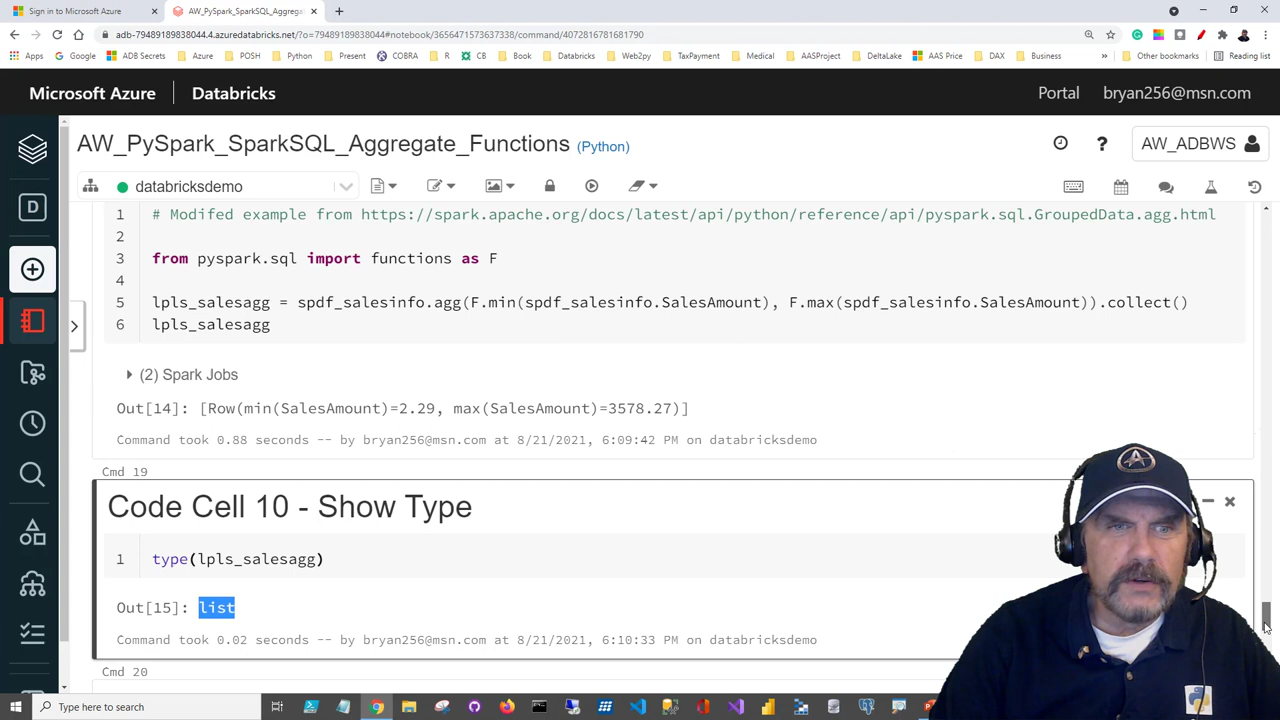 Sign in to Microsoft Azure
AW_PySpark_SparkSQL_Aggrega
adb-79489189838044.4.azuredatabricks.net/?o=79489189838044#notebook/3656471573637338/command/4072816781681790
Apps
Google
ADB Secrets
Azure
POSH
Python
Present
COBRA
R
CB
Book
Databricks
Web2py
TaxPayment
Medical
AASProject
DeltaLake
AAS Price
DAX
Business
Other bookmarks
Reading list
Microsoft Azure
Databricks
Portal
bryan256@msn.com
AW_PySpark_SparkSQL_Aggregate_Functions (Python)
AW_ADBWS
databricksdemo
1 # Modifed example from https://spark.apache.org/docs/latest/api/python/reference/api/pyspark.sql.GroupedData.agg.html
2
3 from pyspark.sql import functions as F
4
5 lpls_salesagg = spdf_salesinfo.agg(F.min(spdf_salesinfo.SalesAmount), F.max(spdf_salesinfo.SalesAmount)).collect()
6 lpls_salesagg
(2) Spark Jobs
Out[14]: [Row(min(SalesAmount)=2.29, max(SalesAmount)=3578.27)]
Command took 0.88 seconds -- by bryan256@msn.com at 8/21/2021, 6:09:42 PM on databricksdemo
Cmd 19
Code Cell 10 - Show Type
1 type(lpls_salesagg)
Out[15]: list
Command took 0.02 seconds -- by bryan256@msn.com at 8/21/2021, 6:10:33 PM on databricksdemo
Cmd 20
Type here to search